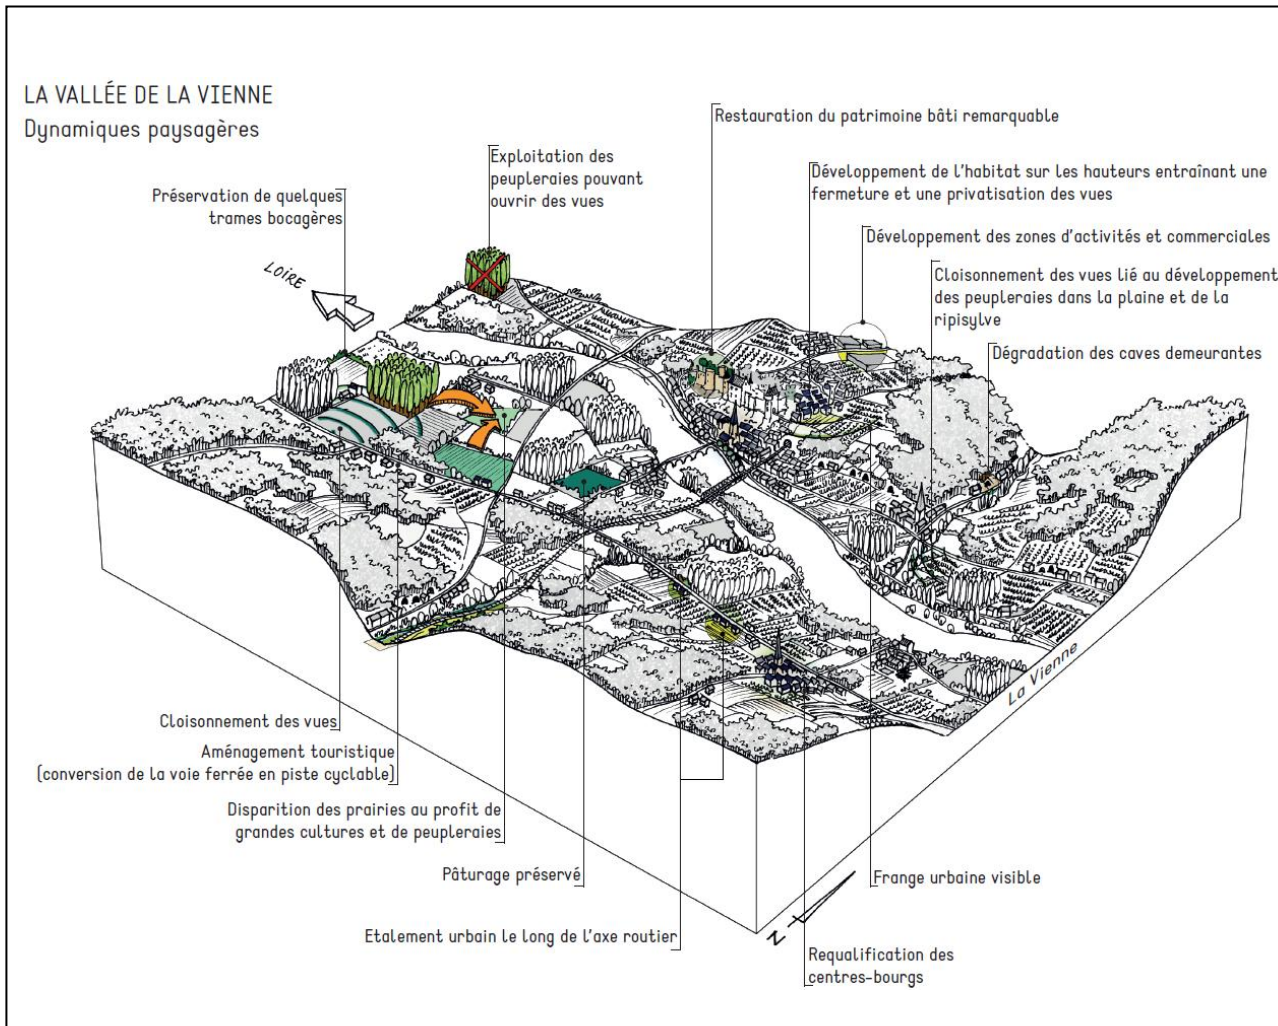 LA VALLÉE DE LA VIENNE
Dynamiques paysagères
Restauration du patrimoine bâti remarquable
Exploitation des
peupleraies pouvant
ouvrir des vues
Développement de l'habitat sur les hauteurs entraînant une
fermeture et une privatisation des vues
Préservation de quelques
trames bocagères
Développement des zones d'activités et commerciales
LOIRE
Cloisonnement des vues lié au développement
des peupleraies dans la plaine et de la
ripisylve
Dégradation des caves demeurantes
La Vienne
Cloisonnement des vues
Aménagement touristique
(conversion de la voie ferrée en piste cyclable)
Disparition des prairies au profit de
grandes cultures et de peupleraies
Pâturage préservé
Frange urbaine visible
Etalement urbain le long de l'axe routier
N
Requalification des
centres-bourgs